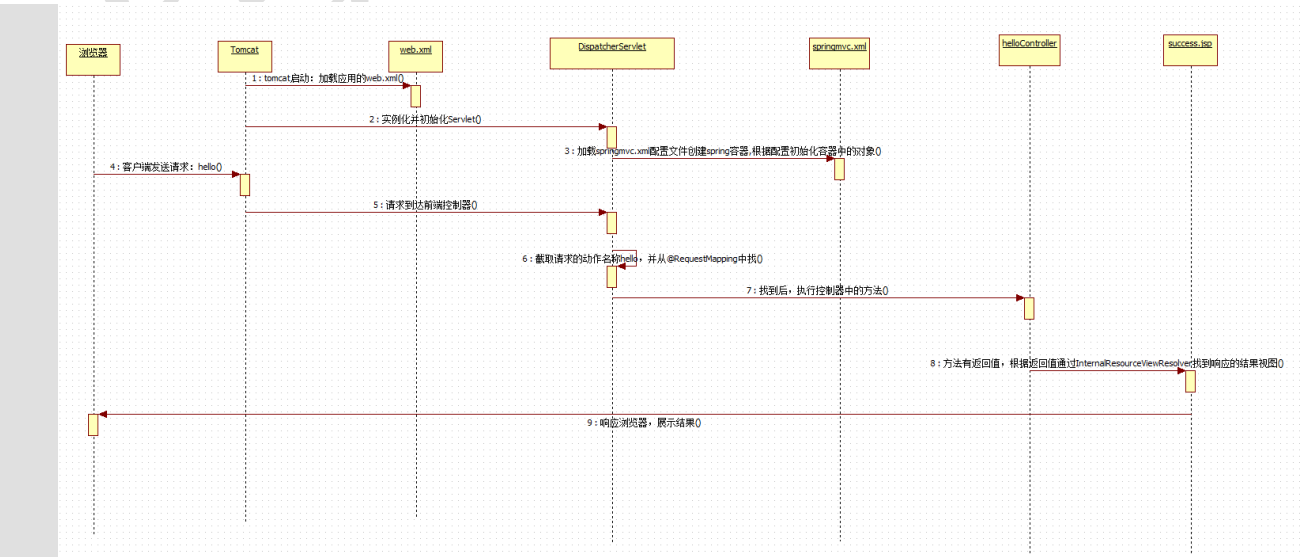 浏览器
Tomcat
web.xml
DispatcherServlet
springmvc.xml
helloController
success.jsp
1 : tomcat启动：加载应用的web.xml()
2 : 实例化并初始化Servlet()
3 : 加载springmvc.xml配置文件创建spring容器,根据配置初始化容器中的对象()
4 : 客户端发送请求：hello()
5 : 请求到达前端控制器()
6 : 截取请求的动作名称hello，并从@RequestMapping中找()
7 : 找到后，执行控制器中的方法()
8 : 方法有返回值，根据返回值通过InternalResourceViewResolver找到响应的结果视图()
9 : 响应浏览器，展示结果()